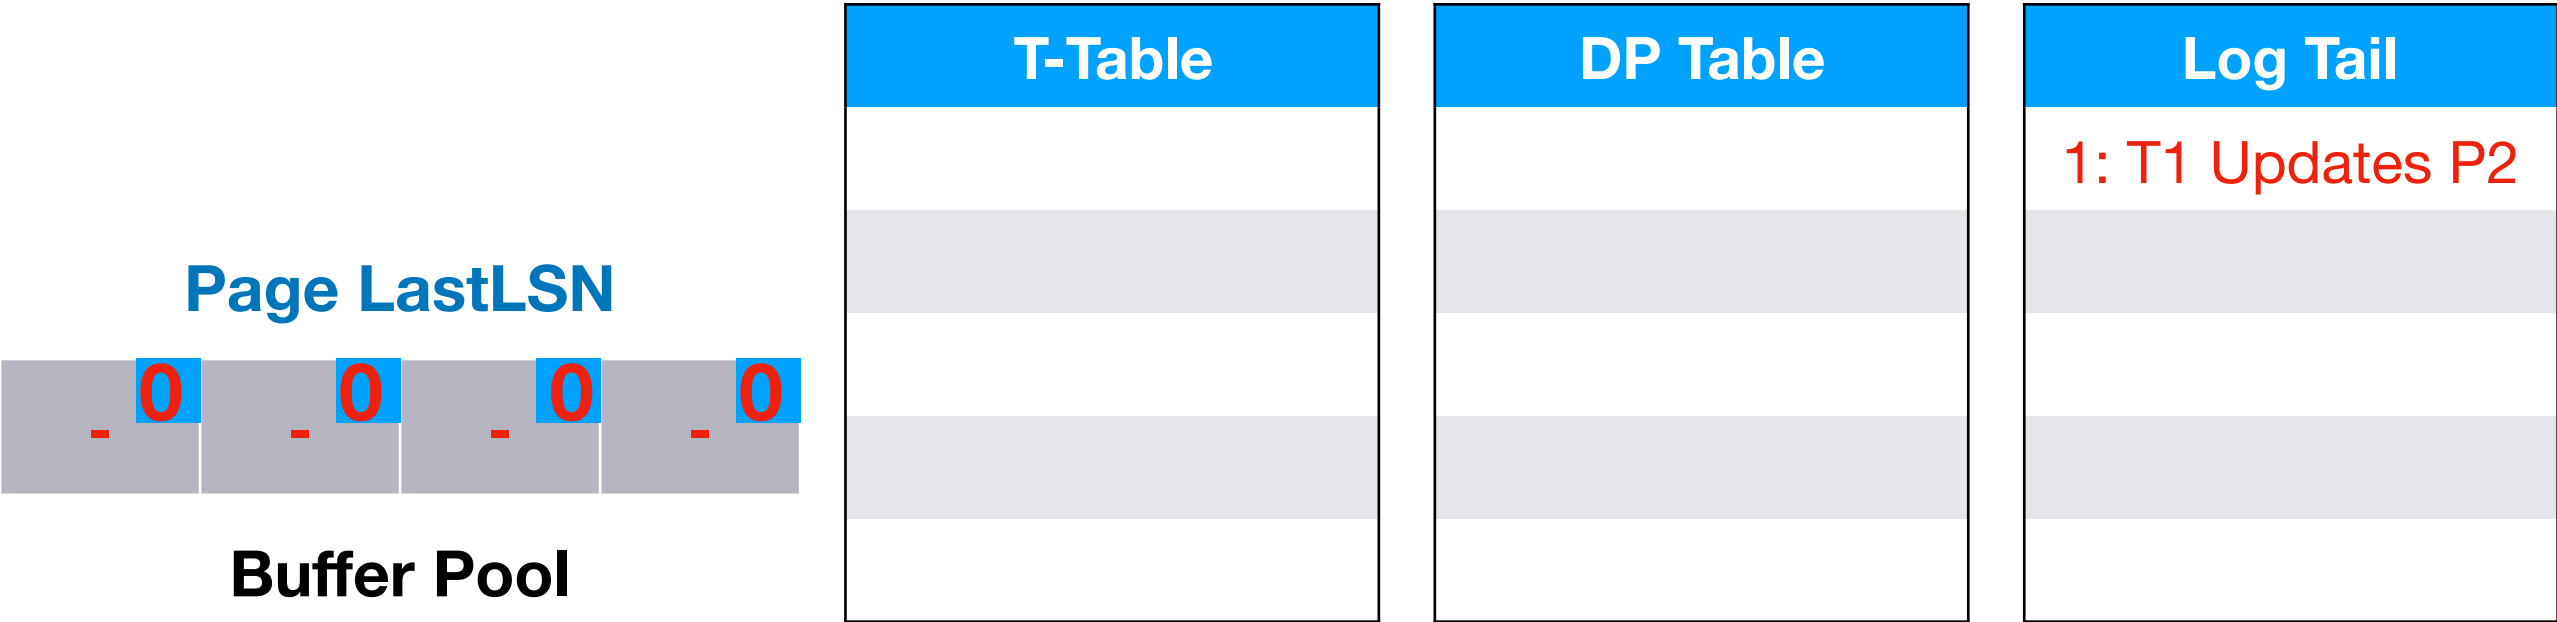 T-Table
DP Table
Log Tail
1: T1 Updates P2
Page LastLSN
0 0 0 0
- - - -
Buffer Pool